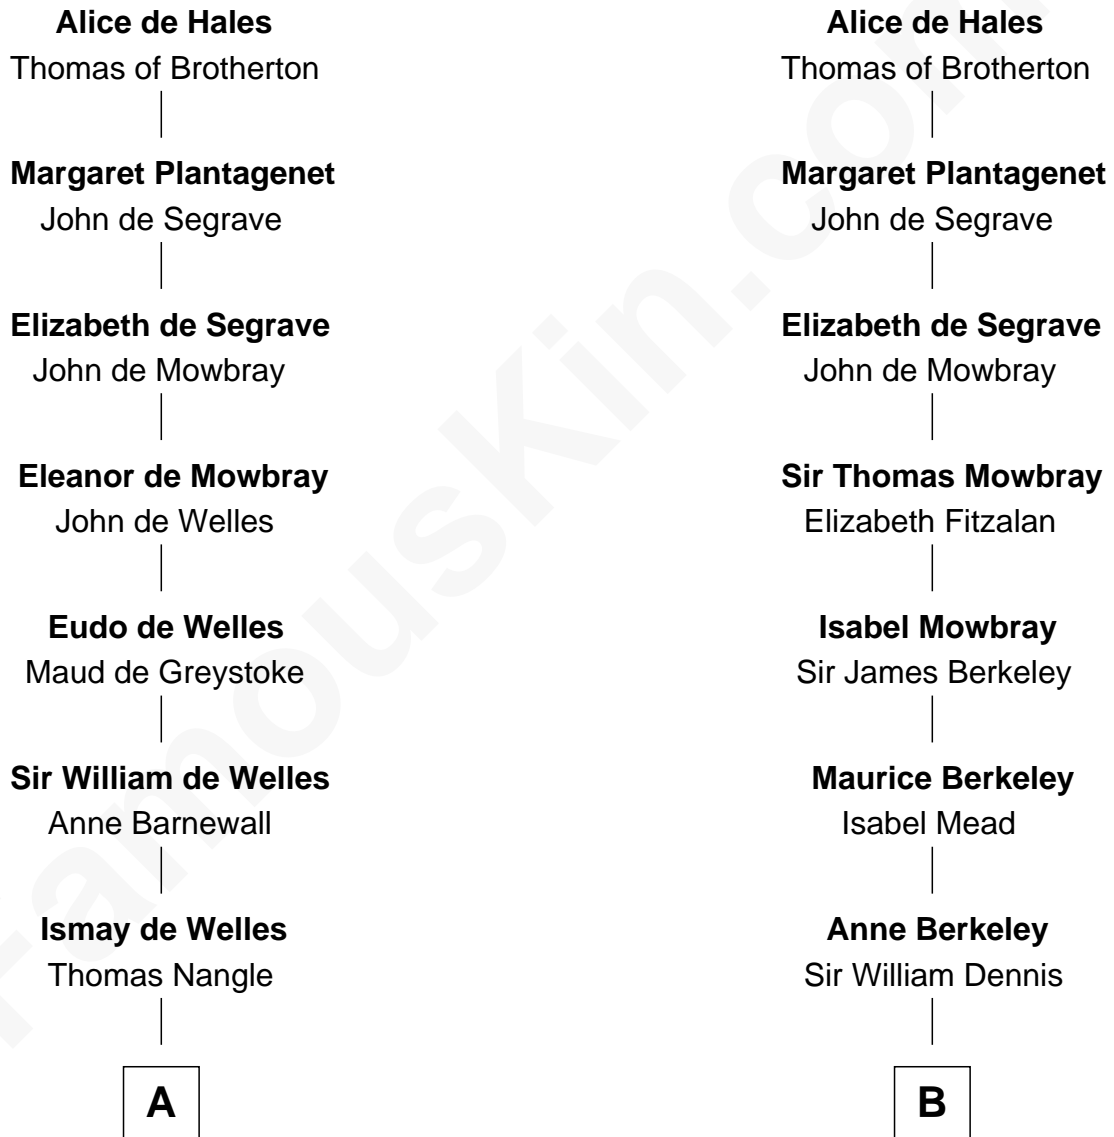 Alice de Hales
Thomas of Brotherton
Margaret Plantagenet
John de Segrave
Elizabeth de Segrave
John de Mowbray
Eleanor de Mowbray
John de Welles
Eudo de Welles
Maud de Greystoke
Sir William de Welles
Anne Barnewall
Ismay de Welles
Thomas Nangle
A
Alice de Hales
Thomas of Brotherton
Margaret Plantagenet
John de Segrave
Elizabeth de Segrave
John de Mowbray
Sir Thomas Mowbray
Elizabeth Fitzalan
Isabel Mowbray
Sir James Berkeley
Maurice Berkeley
Isabel Mead
Anne Berkeley
Sir William Dennis
B
FamousKin.com